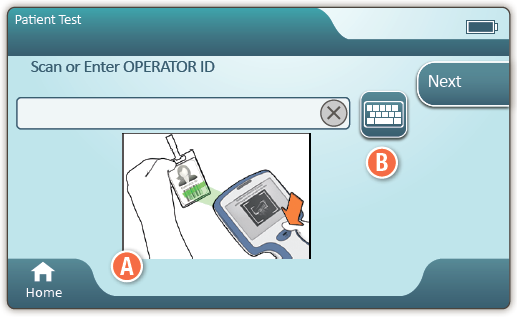 Patient Test
Scan or Enter OPERATOR ID
Next
B
A
Home